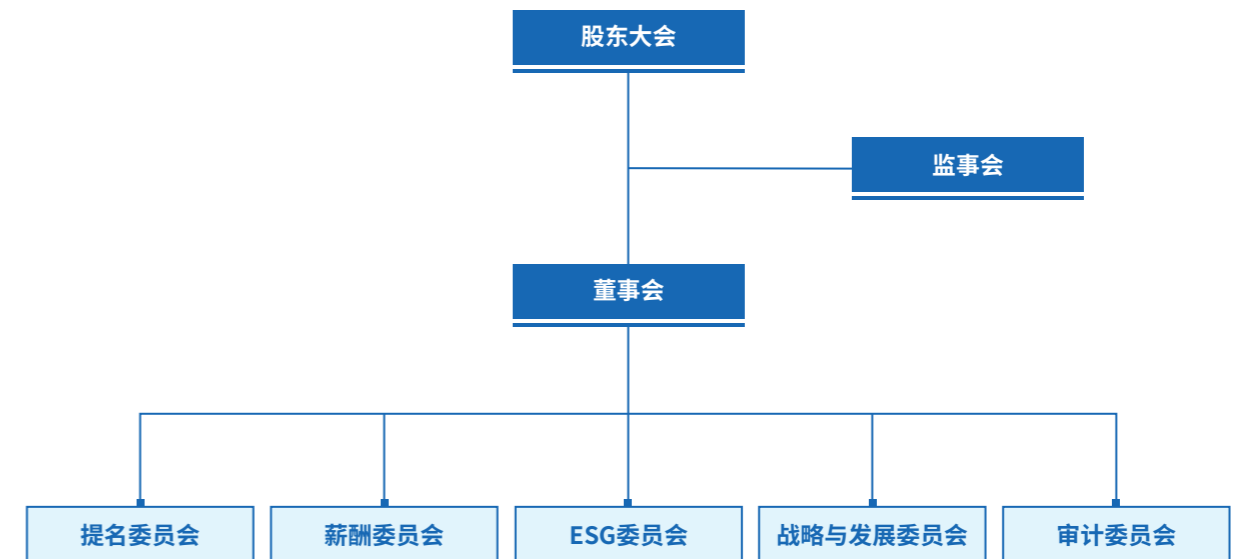 股东大会
监事会
董事会
提名委员会
薪酬委员会
ESG委员会
战略与发展委员会
审计委员会